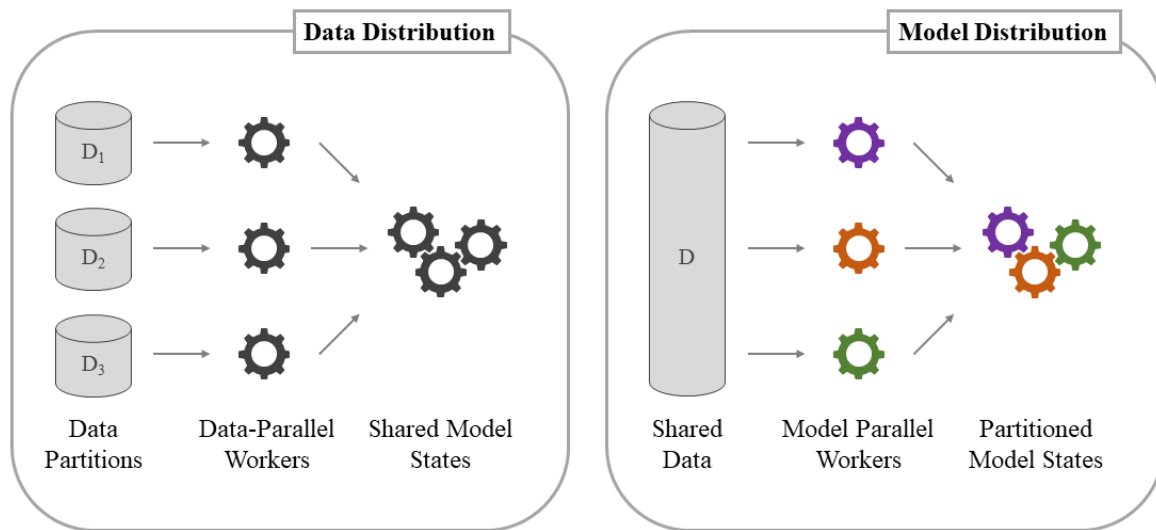 Data Distribution
D₁
D₂
D₃
Data
Partitions
Data-Parallel
Workers
Shared Model
States
Model Distribution
D
Shared
Data
Model Parallel
Workers
Partitioned
Model States